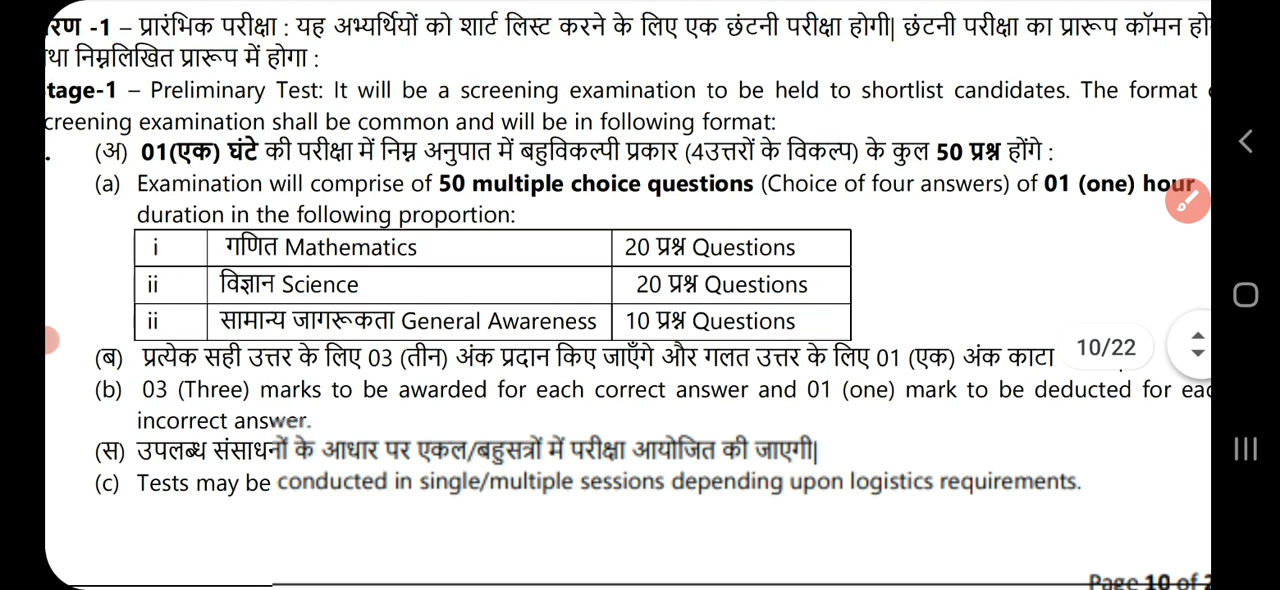 रण -1 – प्रारंभिक परीक्षा : यह अभ्यर्थियों को शार्ट लिस्ट करने के लिए एक छंटनी परीक्षा होगी| छंटनी परीक्षा का प्रारूप कॉमन हो
था निम्नलिखित प्रारूप में होगा :
tage-1 – Preliminary Test: It will be a screening examination to be held to shortlist candidates. The format
creening examination shall be common and will be in following format:
(अ) 01(एक) घंटे की परीक्षा में निम्न अनुपात में बहुविकल्पी प्रकार (4उत्तरों के विकल्प) के कुल 50 प्रश्न होंगे :
(a) Examination will comprise of 50 multiple choice questions (Choice of four answers) of 01 (one) hour
duration in the following proportion:
i गणित Mathematics 20 प्रश्न Questions
ii विज्ञान Science 20 प्रश्न Questions
ii सामान्य जागरूकता General Awareness 10 प्रश्न Questions
(ब) प्रत्येक सही उत्तर के लिए 03 (तीन) अंक प्रदान किए जाएँगे और गलत उत्तर के लिए 01 (एक) अंक काटा
10/22
(b) 03 (Three) marks to be awarded for each correct answer and 01 (one) mark to be deducted for eac
incorrect answer.
(स) उपलब्ध संसाधनों के आधार पर एकल/बहुसत्रों में परीक्षा आयोजित की जाएगी|
(c) Tests may be conducted in single/multiple sessions depending upon logistics requirements.
Page 10 of 2